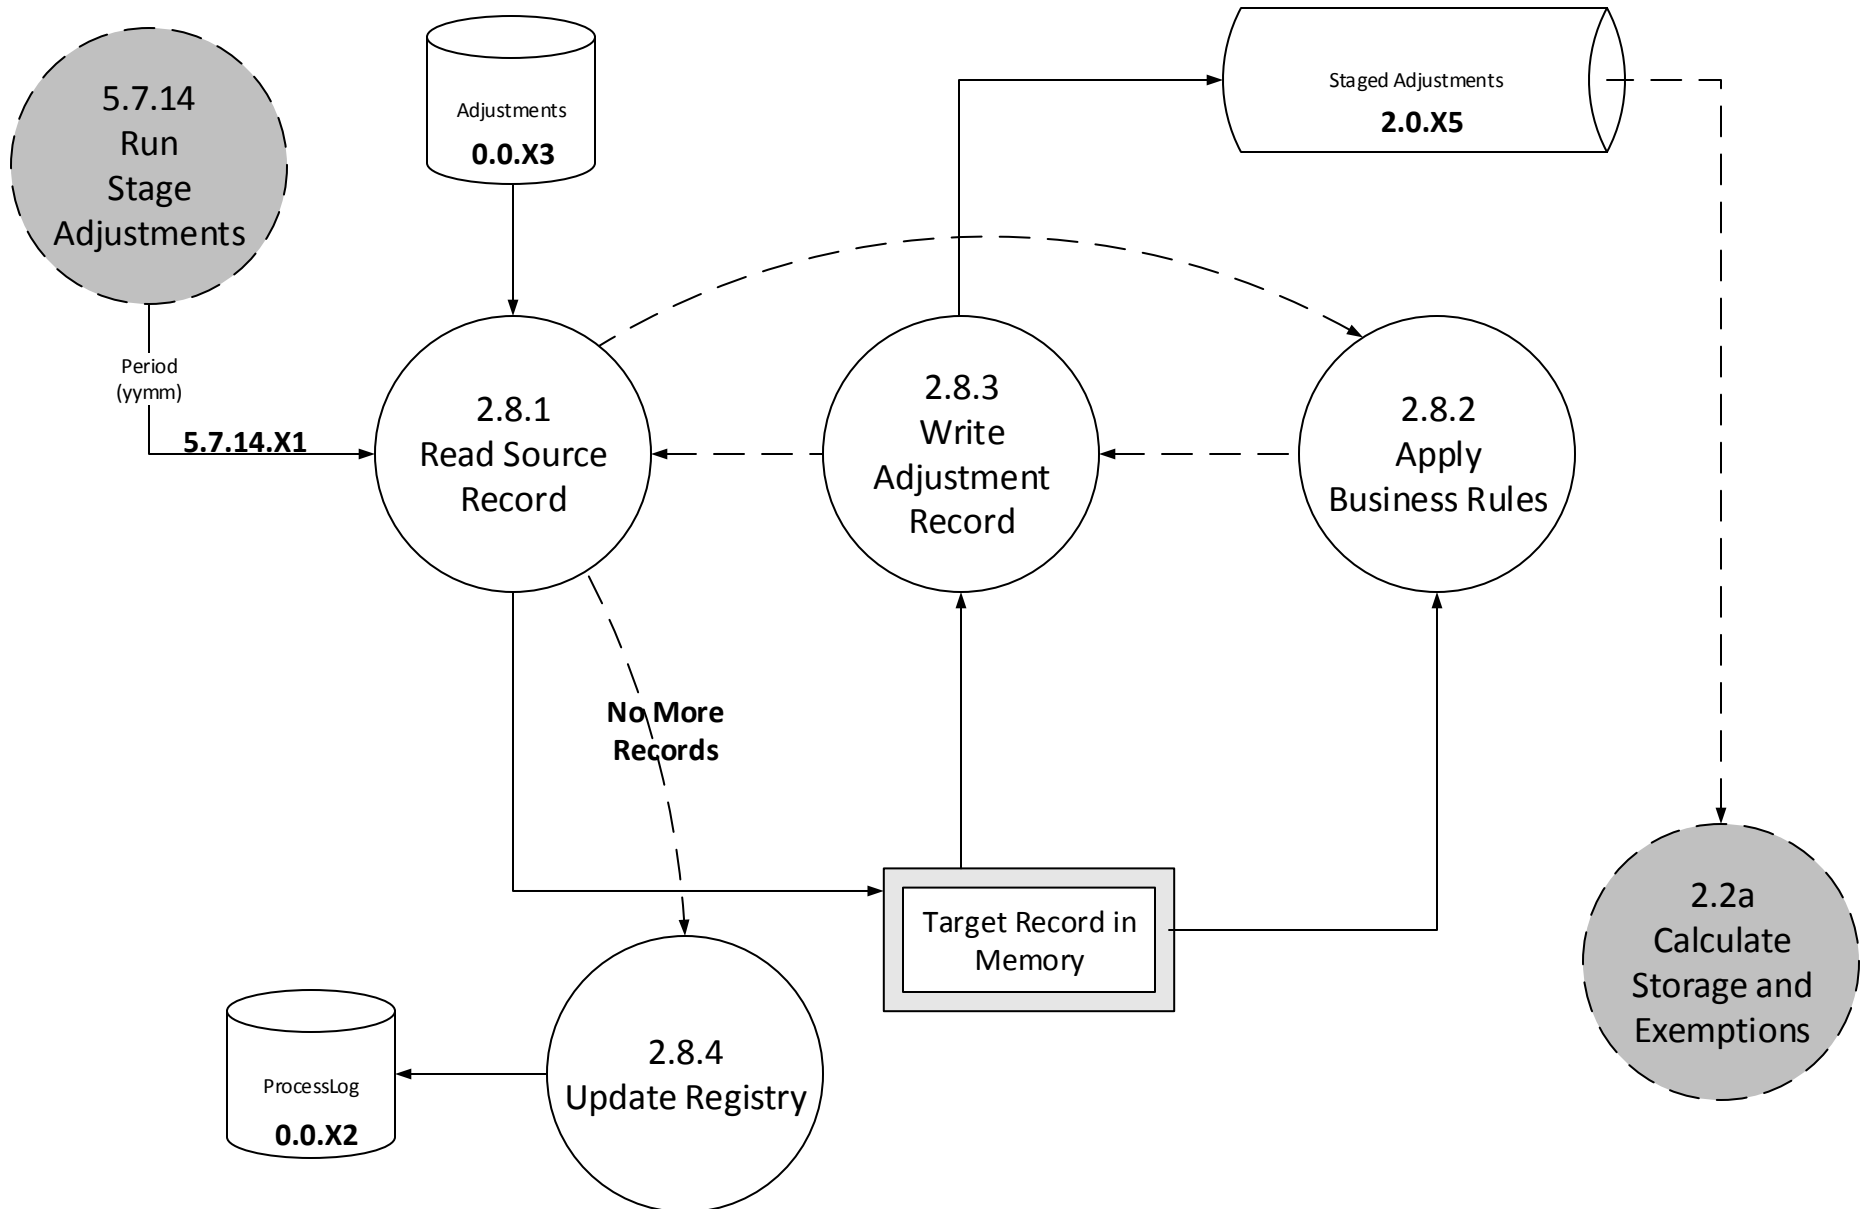 5.7.14
Run
Stage
Adjustments
Adjustments
0.0.X3
Staged Adjustments
2.0.X5
Period
(yymm)
5.7.14.X1
2.8.1
Read Source
Record
2.8.3
Write
Adjustment
Record
2.8.2
Apply
Business Rules
No More
Records
Target Record in
Memory
2.2a
Calculate
Storage and
Exemptions
ProcessLog
0.0.X2
2.8.4
Update Registry